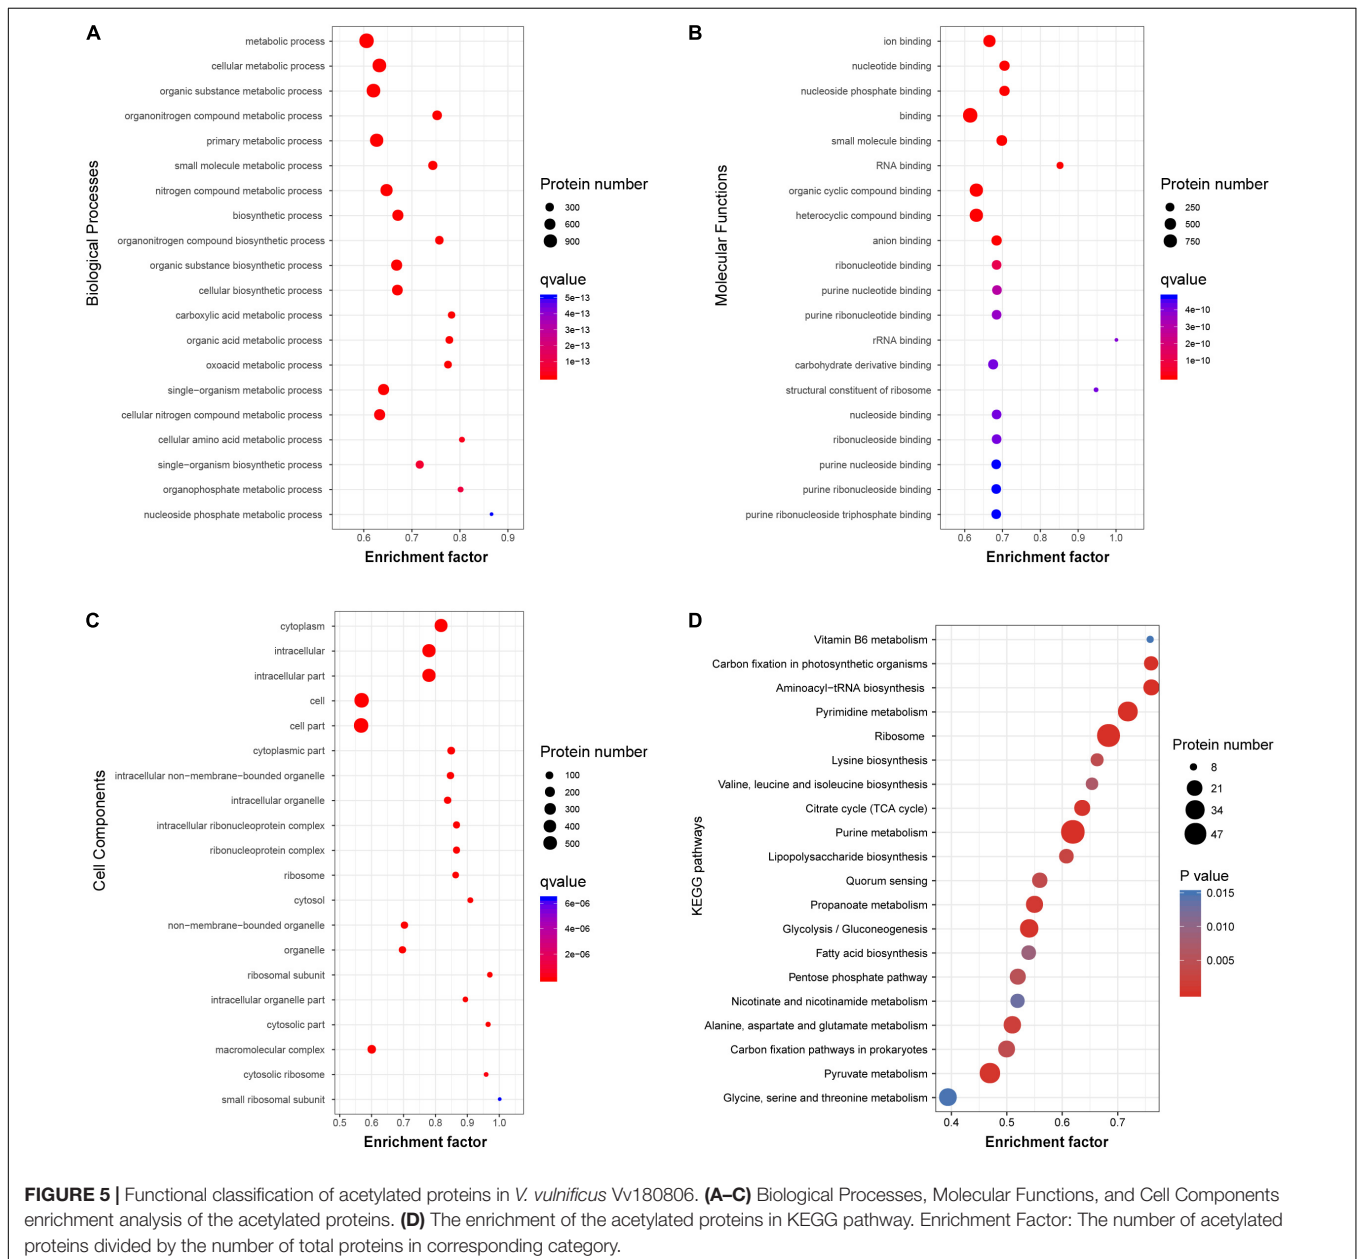 A
Biological Processes
metabolic process
cellular metabolic process
organic substance metabolic process
organonitrogen compound metabolic process
primary metabolic process
small molecule metabolic process
nitrogen compound metabolic process
biosynthetic process
organonitrogen compound biosynthetic process
organic substance biosynthetic process
cellular biosynthetic process
carboxylic acid metabolic process
organic acid metabolic process
oxoacid metabolic process
single−organism metabolic process
cellular nitrogen compound metabolic process
cellular amino acid metabolic process
single−organism biosynthetic process
organophosphate metabolic process
nucleoside phosphate metabolic process
0.6 0.7 0.8 0.9
Enrichment factor
Protein number
300
600
900
qvalue
5e−13
4e−13
3e−13
2e−13
1e−13
B
Molecular Functions
ion binding
nucleotide binding
nucleoside phosphate binding
binding
small molecule binding
RNA binding
organic cyclic compound binding
heterocyclic compound binding
anion binding
ribonucleotide binding
purine nucleotide binding
purine ribonucleotide binding
rRNA binding
carbohydrate derivative binding
structural constituent of ribosome
nucleoside binding
ribonucleoside binding
purine nucleoside binding
purine ribonucleoside binding
purine ribonucleoside triphosphate binding
0.6 0.7 0.8 0.9 1.0
Enrichment factor
Protein number
250
500
750
qvalue
4e−10
3e−10
2e−10
1e−10
C
Cell Components
cytoplasm
intracellular
intracellular part
cell
cell part
cytoplasmic part
intracellular non−membrane−bounded organelle
intracellular organelle
intracellular ribonucleoprotein complex
ribonucleoprotein complex
ribosome
cytosol
non−membrane−bounded organelle
organelle
ribosomal subunit
intracellular organelle part
cytosolic part
macromolecular complex
cytosolic ribosome
small ribosomal subunit
0.5 0.6 0.7 0.8 0.9 1.0
Enrichment factor
Protein number
100
200
300
400
500
qvalue
6e−06
4e−06
2e−06
D
KEGG pathways
Vitamin B6 metabolism
Carbon fixation in photosynthetic organisms
Aminoacyl−tRNA biosynthesis
Pyrimidine metabolism
Ribosome
Lysine biosynthesis
Valine, leucine and isoleucine biosynthesis
Citrate cycle (TCA cycle)
Purine metabolism
Lipopolysaccharide biosynthesis
Quorum sensing
Propanoate metabolism
Glycolysis / Gluconeogenesis
Fatty acid biosynthesis
Pentose phosphate pathway
Nicotinate and nicotinamide metabolism
Alanine, aspartate and glutamate metabolism
Carbon fixation pathways in prokaryotes
Pyruvate metabolism
Glycine, serine and threonine metabolism
0.4 0.5 0.6 0.7
Enrichment factor
Protein number
8
21
34
47
P value
0.015
0.010
0.005
FIGURE 5 | Functional classification of acetylated proteins in V. vulnificus Vv180806. (A–C) Biological Processes, Molecular Functions, and Cell Components
enrichment analysis of the acetylated proteins. (D) The enrichment of the acetylated proteins in KEGG pathway. Enrichment Factor: The number of acetylated
proteins divided by the number of total proteins in corresponding category.